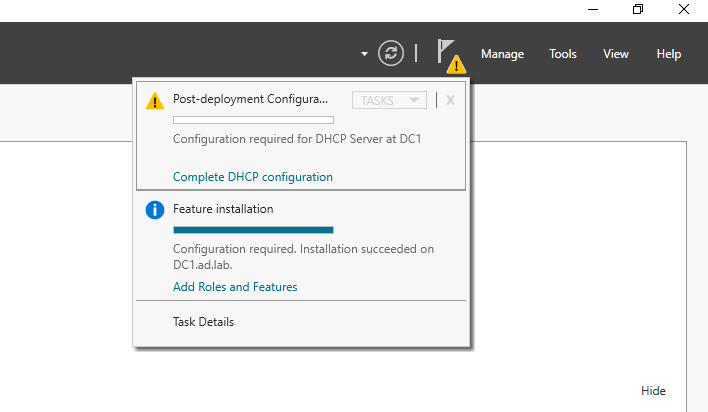 Manage Tools View Help
Post-deployment Configura... TASKS X
Configuration required for DHCP Server at DC1
Complete DHCP configuration
Feature installation
Configuration required. Installation succeeded on
DC1.ad.lab.
Add Roles and Features
Task Details
Hide